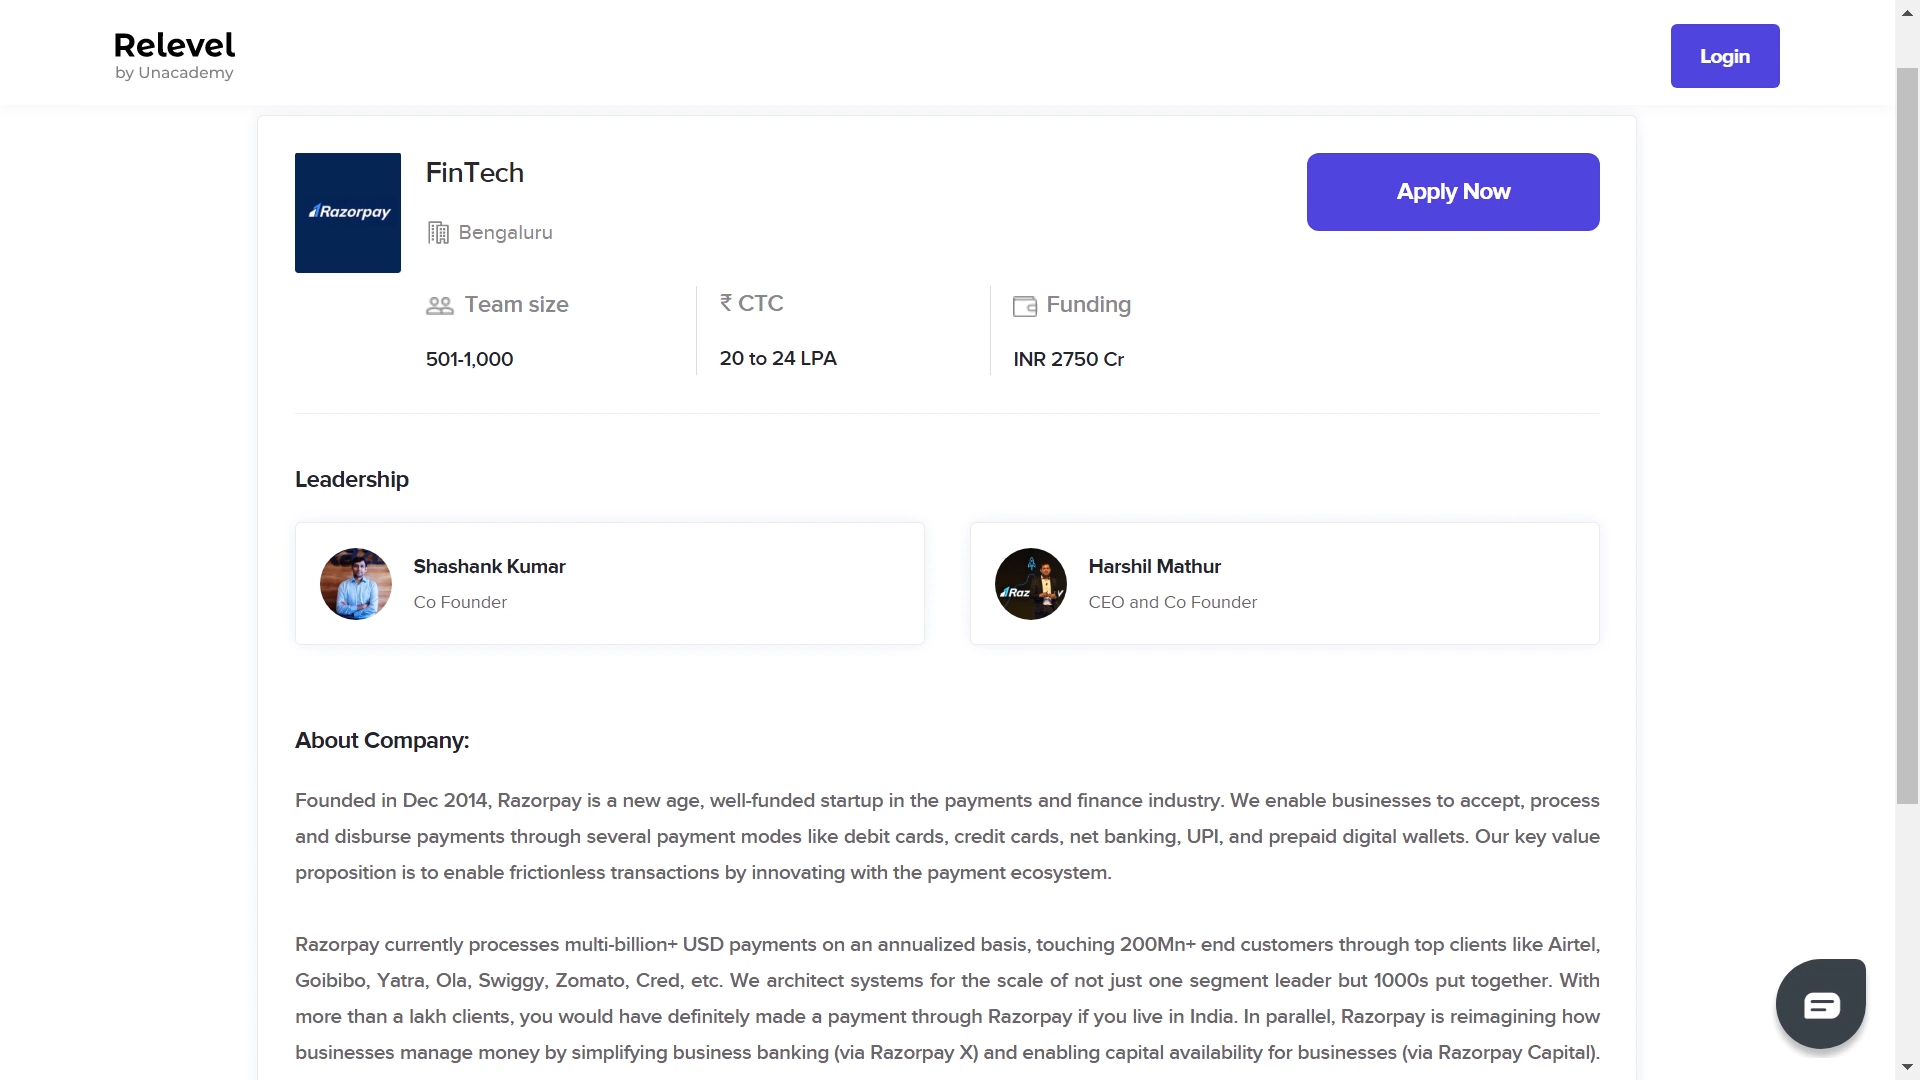 Relevel
by Unacademy
Login
Razorpay
FinTech
Bengaluru
Apply Now
Team size
₹ CTC
Funding
501-1,000
20 to 24 LPA
INR 2750 Cr
Leadership
Shashank Kumar
Co Founder
Raz y
Harshil Mathur
CEO and Co Founder
About Company:
Founded in Dec 2014, Razorpay is a new age, well-funded startup in the payments and finance industry. We enable businesses to accept, process
and disburse payments through several payment modes like debit cards, credit cards, net banking, UPI, and prepaid digital wallets. Our key value
proposition is to enable frictionless transactions by innovating with the payment ecosystem.
Razorpay currently processes multi-billion+ USD payments on an annualized basis, touching 200Mn+ end customers through top clients like Airtel,
Goibibo, Yatra, Ola, Swiggy, Zomato, Cred, etc. We architect systems for the scale of not just one segment leader but 1000s put together. With
more than a lakh clients, you would have definitely made a payment through Razorpay if you live in India. In parallel, Razorpay is reimagining how
businesses manage money by simplifying business banking (via Razorpay X) and enabling capital availability for businesses (via Razorpay Capital).